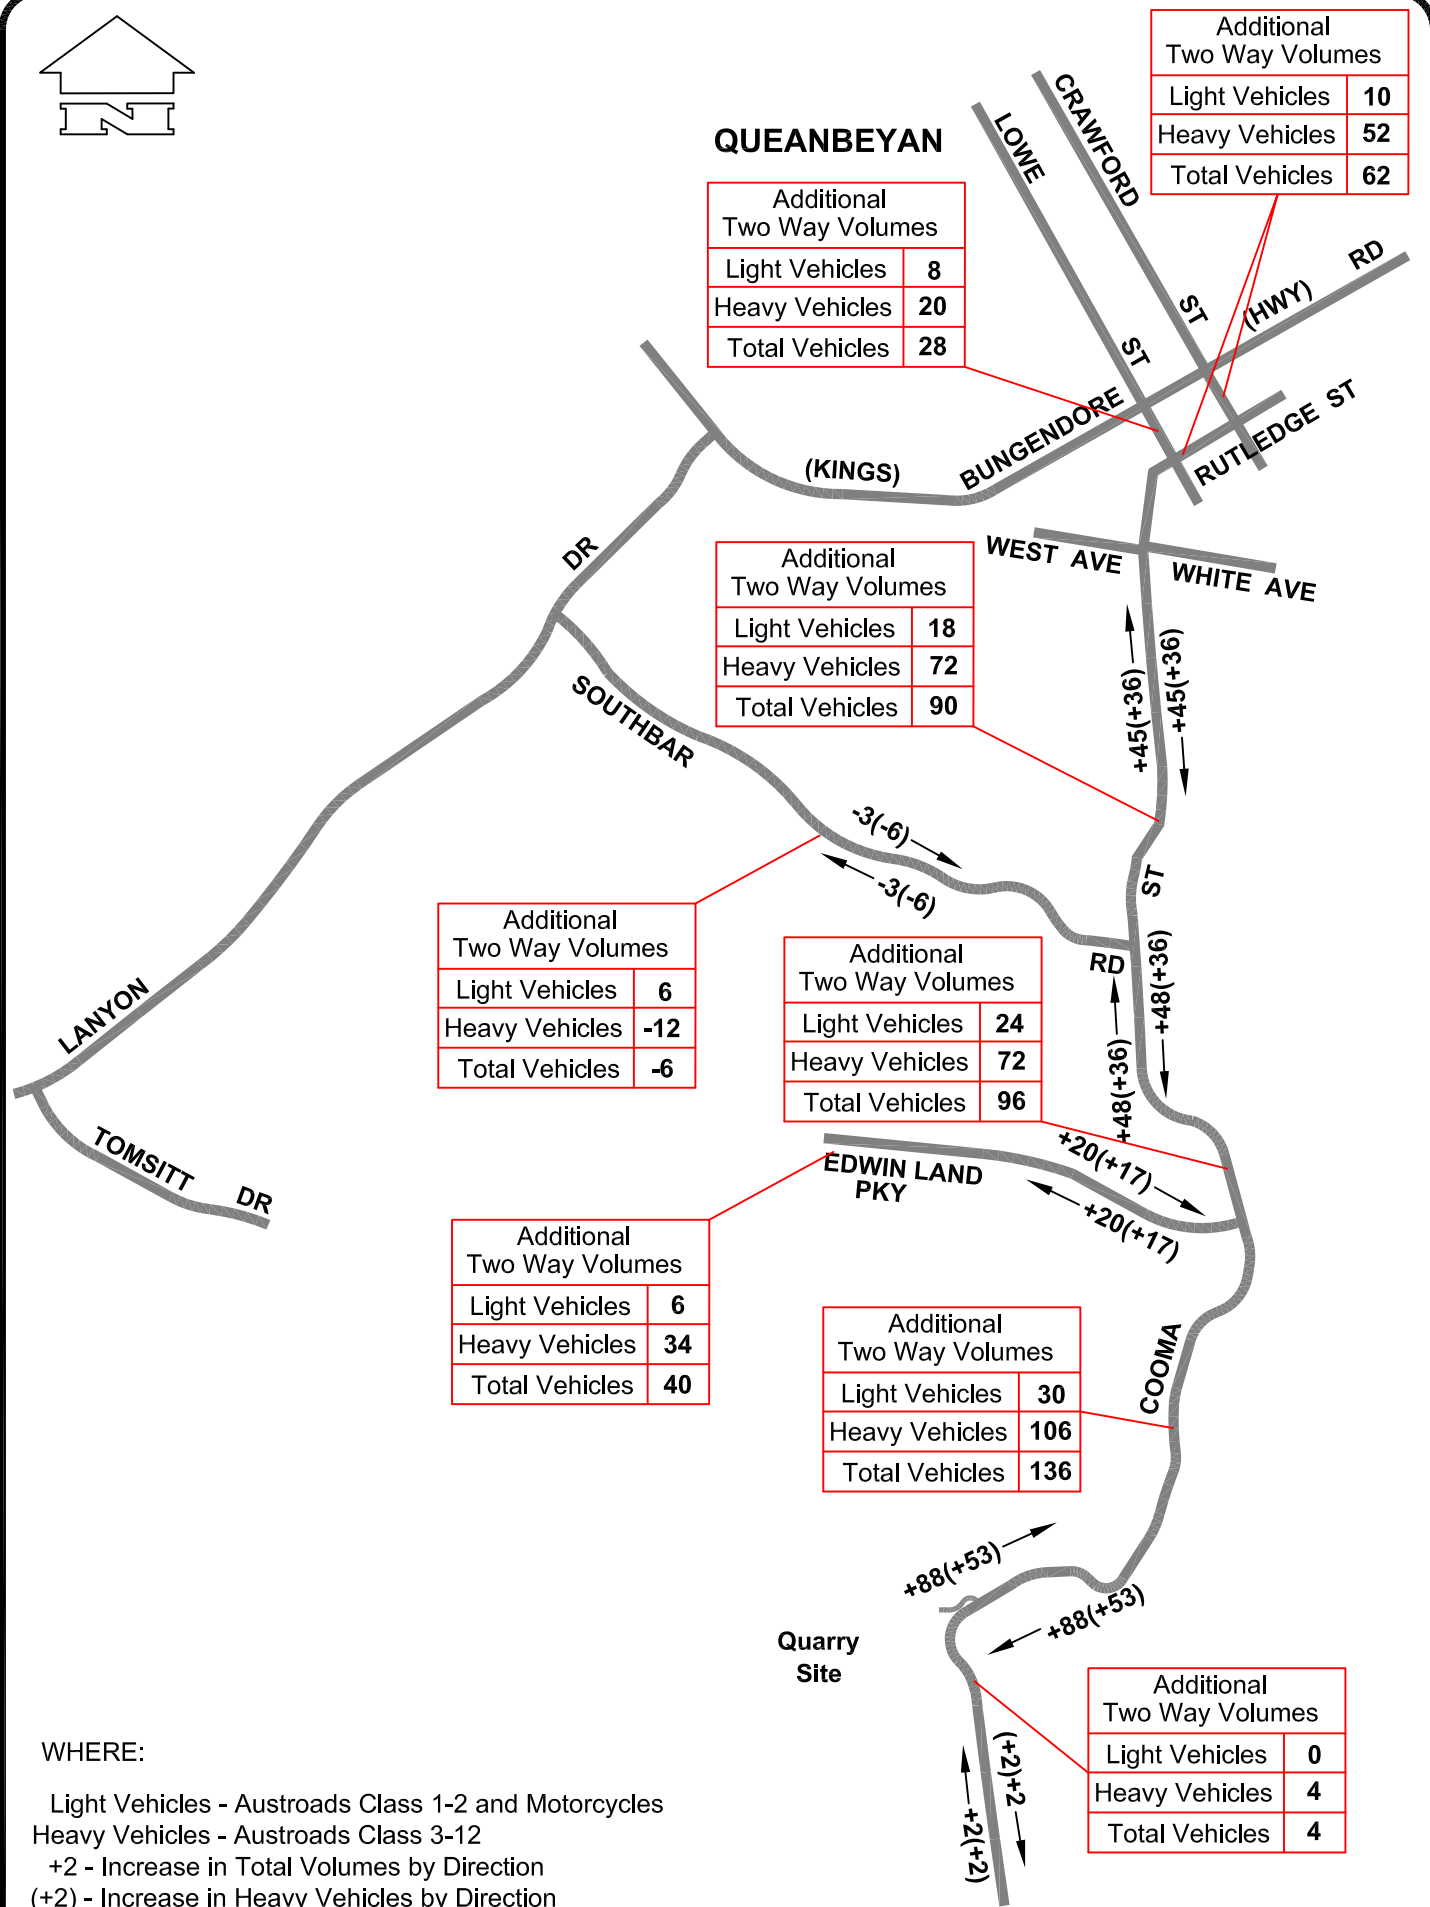 N
Additional
Two Way Volumes
Light Vehicles 10
Heavy Vehicles 52
Total Vehicles 62
QUEANBEYAN
LOWE ST
CRAWFORD ST
Additional
Two Way Volumes
Light Vehicles 8
Heavy Vehicles 20
Total Vehicles 28
(KINGS) BUNGENDORE (HWY) RD
RUTLEDGE ST
WEST AVE
WHITE AVE
Additional
Two Way Volumes
Light Vehicles 18
Heavy Vehicles 72
Total Vehicles 90
+45(+36)
+45(+36)
LANYON DR
SOUTHBAR RD
-3(-6)
-3(-6)
Additional
Two Way Volumes
Light Vehicles 6
Heavy Vehicles -12
Total Vehicles -6
Additional
Two Way Volumes
Light Vehicles 24
Heavy Vehicles 72
Total Vehicles 96
+48(+36)
+48(+36)
TOMSITT DR
EDWIN LAND
PKY
+20(+17)
+20(+17)
Additional
Two Way Volumes
Light Vehicles 6
Heavy Vehicles 34
Total Vehicles 40
COOMA ST
Additional
Two Way Volumes
Light Vehicles 30
Heavy Vehicles 106
Total Vehicles 136
+88(+53)
+88(+53)
Quarry
Site
Additional
Two Way Volumes
Light Vehicles 0
Heavy Vehicles 4
Total Vehicles 4
(+2)+2
+2(+2)
WHERE:
Light Vehicles - Austroads Class 1-2 and Motorcycles
Heavy Vehicles - Austroads Class 3-12
+2 - Increase in Total Volumes by Direction
(+2) - Increase in Heavy Vehicles by Direction